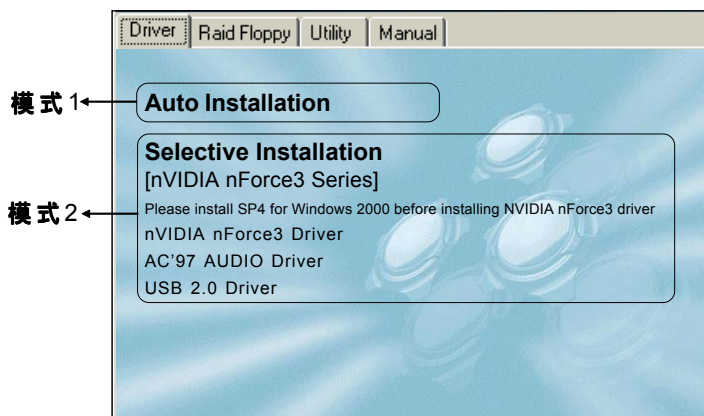 Driver Raid Floppy Utility Manual
模式1
Auto Installation
Selective Installation
[nVIDIA nForce3 Series]
模式2
Please install SP4 for Windows 2000 before installing NVIDIA nForce3 driver
nVIDIA nForce3 Driver
AC'97 AUDIO Driver
USB 2.0 Driver